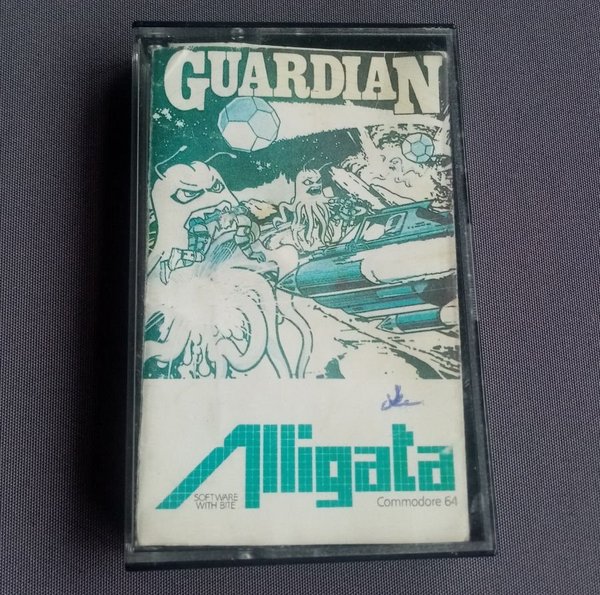 GUARDIAN
Alligata
SOFTWARE
WITH BITE
Commodore 64